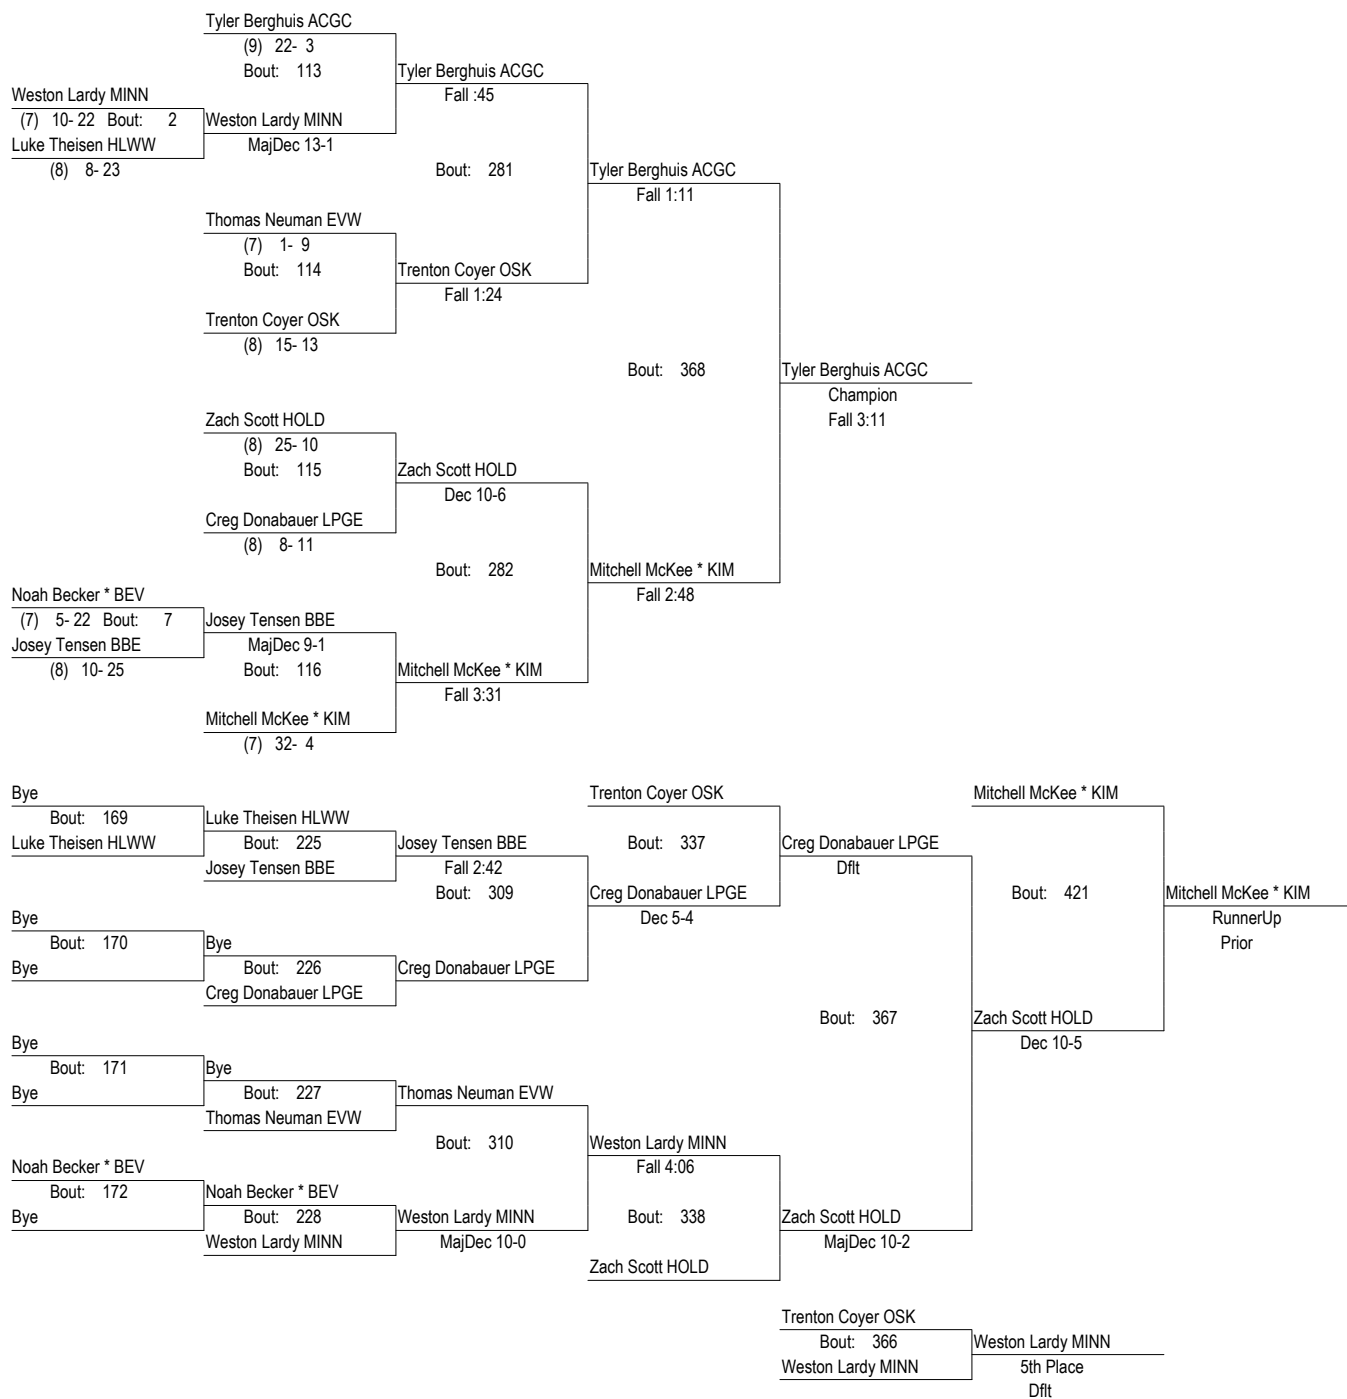 Tyler Berghuis ACGC
(9) 22- 3
Bout: 113
Tyler Berghuis ACGC
Fall :45
Weston Lardy MINN
(7) 10- 22 Bout: 2
Weston Lardy MINN
Luke Theisen HLWW
MajDec 13-1
(8) 8- 23
Bout: 281
Tyler Berghuis ACGC
Fall 1:11
Thomas Neuman EVW
(7) 1- 9
Bout: 114
Trenton Coyer OSK
Fall 1:24
Trenton Coyer OSK
(8) 15- 13
Bout: 368
Tyler Berghuis ACGC
Champion
Fall 3:11
Zach Scott HOLD
(8) 25- 10
Bout: 115
Zach Scott HOLD
Dec 10-6
Creg Donabauer LPGE
(8) 8- 11
Bout: 282
Mitchell McKee * KIM
Fall 2:48
Noah Becker * BEV
(7) 5- 22 Bout: 7
Josey Tensen BBE
Josey Tensen BBE
MajDec 9-1
(8) 10- 25
Bout: 116
Mitchell McKee * KIM
Fall 3:31
Mitchell McKee * KIM
(7) 32- 4
Bye
Trenton Coyer OSK
Mitchell McKee * KIM
Bout: 169
Luke Theisen HLWW
Luke Theisen HLWW
Bout: 225
Josey Tensen BBE
Bout: 337
Creg Donabauer LPGE
Josey Tensen BBE
Fall 2:42
Dflt
Bout: 309
Creg Donabauer LPGE
Bout: 421
Mitchell McKee * KIM
Bye
Dec 5-4
RunnerUp
Bout: 170
Bye
Prior
Bye
Bout: 226
Creg Donabauer LPGE
Creg Donabauer LPGE
Bout: 367
Zach Scott HOLD
Bye
Dec 10-5
Bout: 171
Bye
Bye
Bout: 227
Thomas Neuman EVW
Thomas Neuman EVW
Bout: 310
Weston Lardy MINN
Noah Becker * BEV
Fall 4:06
Bout: 172
Noah Becker * BEV
Bye
Bout: 228
Weston Lardy MINN
Bout: 338
Zach Scott HOLD
Weston Lardy MINN
MajDec 10-0
MajDec 10-2
Zach Scott HOLD
Trenton Coyer OSK
Bout: 366
Weston Lardy MINN
Weston Lardy MINN
5th Place
Dflt